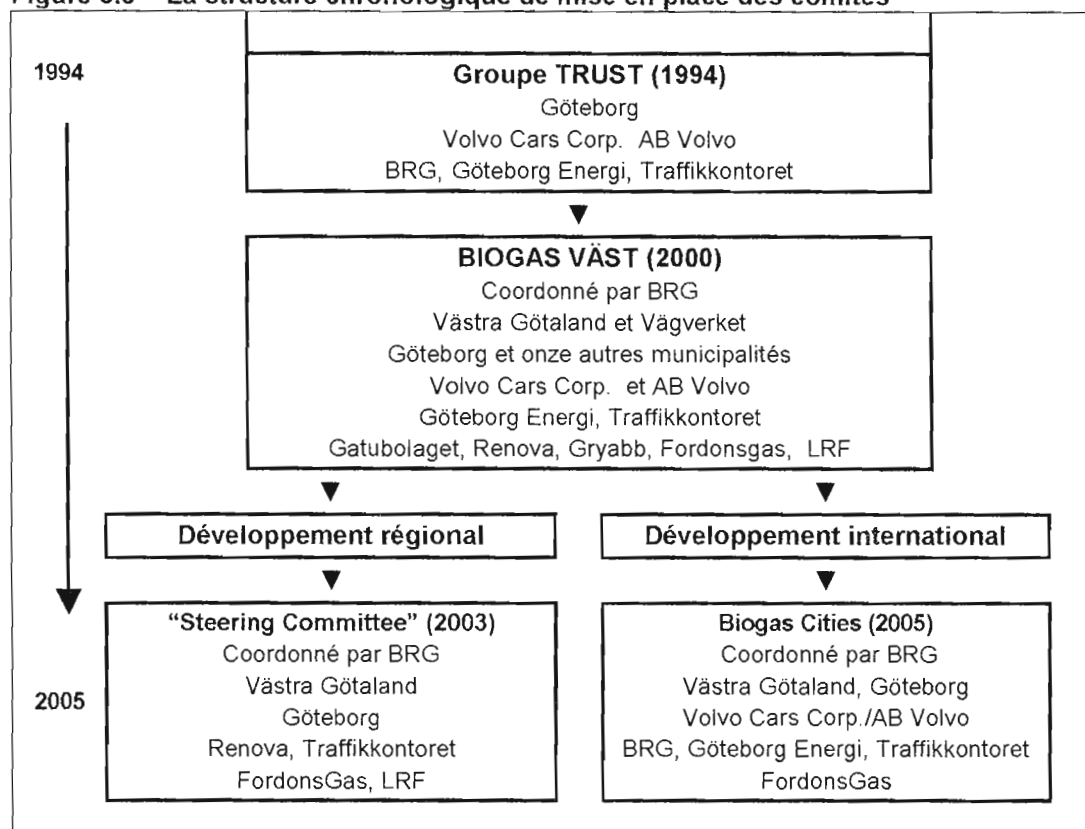 La structure chronologique de mise en place des comités
1994
Groupe TRUST (1994)
Göteborg
Volvo Cars Corp. AB Volvo
BRG, Göteborg Energi, Traffikkontoret
BIOGAS VÄST (2000)
Coordonné par BRG
Västra Götaland et Vägverket
Göteborg et onze autres municipalités
Volvo Cars Corp. et AB Volvo
Göteborg Energi, Traffikkontoret
Gatubolaget, Renova, Gryabb, Fordonsgas, LRF
Développement régional
Développement international
“Steering Committee” (2003)
Coordonné par BRG
Västra Götaland
Göteborg
Renova, Traffikkontoret
FordonsGas, LRF
Biogas Cities (2005)
Coordonné par BRG
Västra Götaland, Göteborg
Volvo Cars Corp./AB Volvo
BRG, Göteborg Energi, Traffikkontoret
FordonsGas
2005